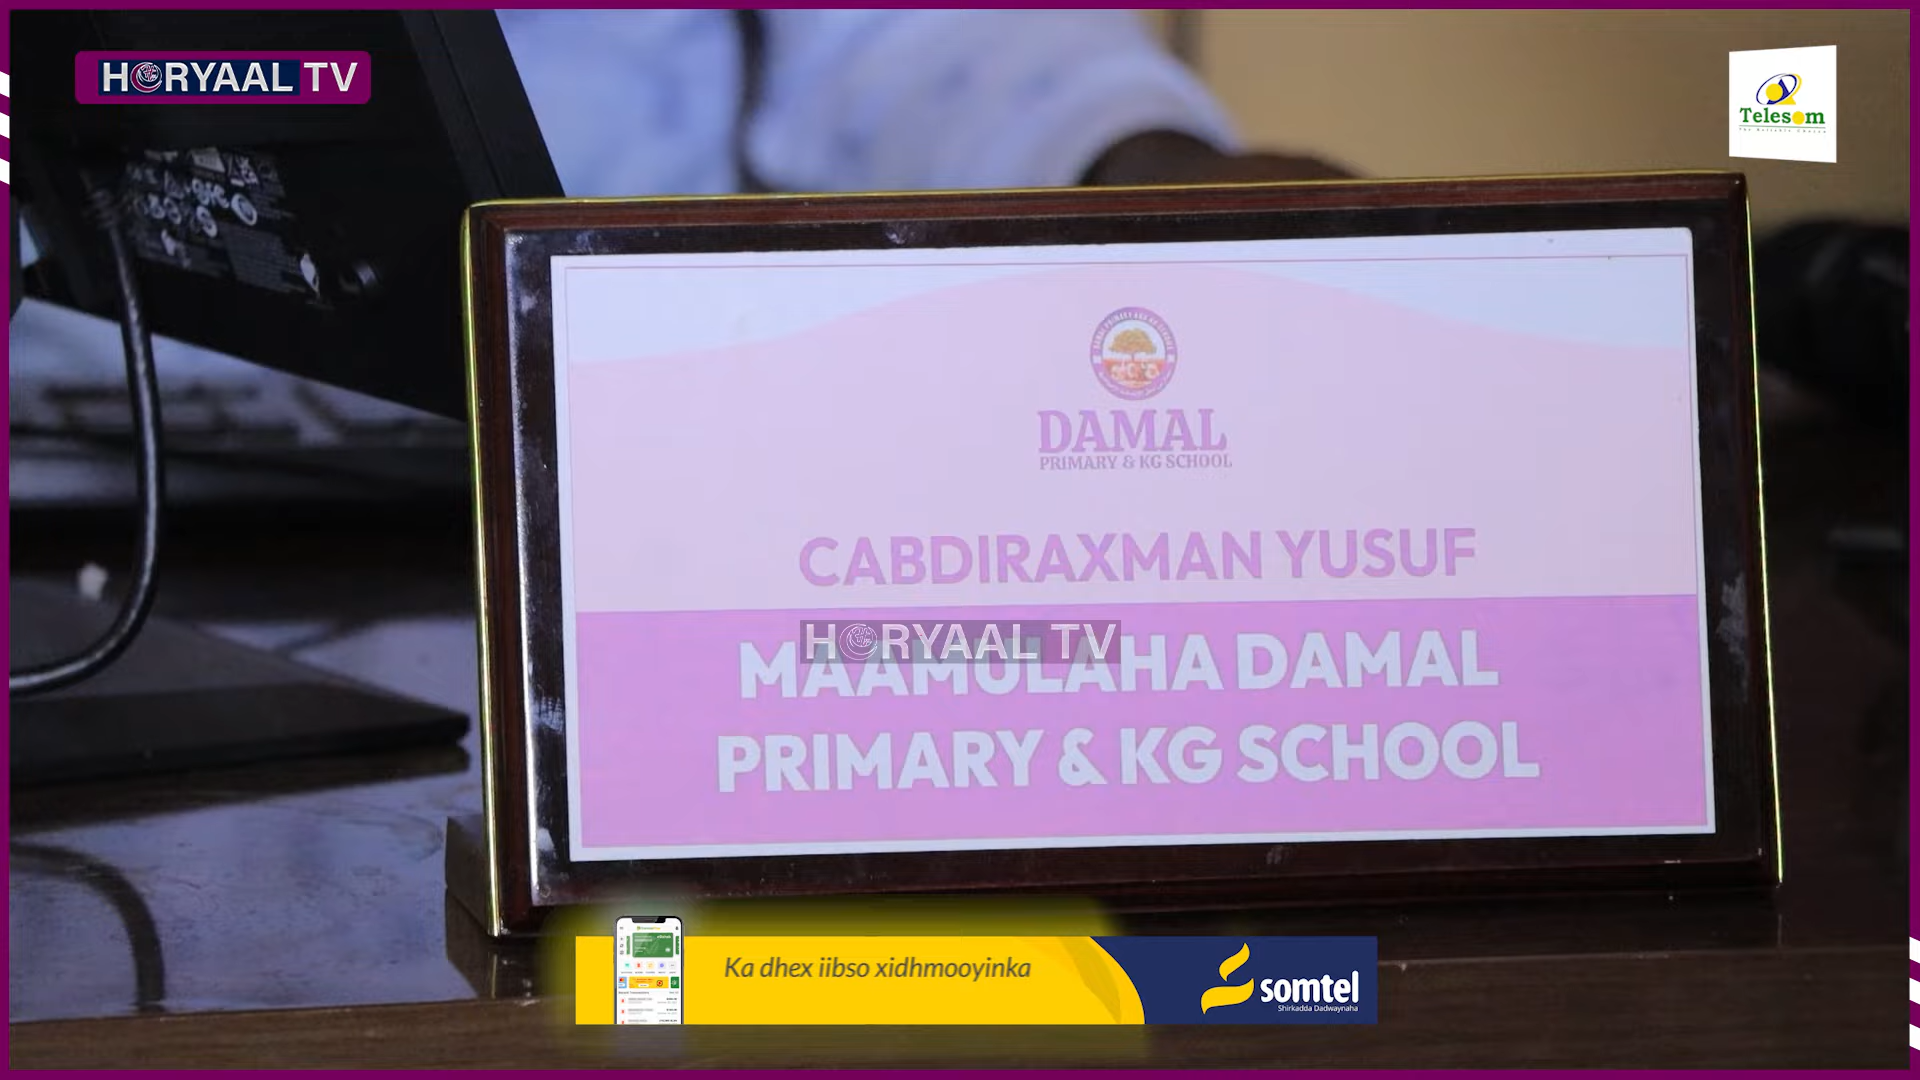 HORYAAL TV
Telesom
DAMAL
PRIMARY & KG SCHOOL
CABDIRAXMAN YUSUF
HORYAAL TV
MAAMULAHA DAMAL
PRIMARY & KG SCHOOL
Ka dhex iibso xidhmooyinka
somtel
Shirkadda Dadwaynaha